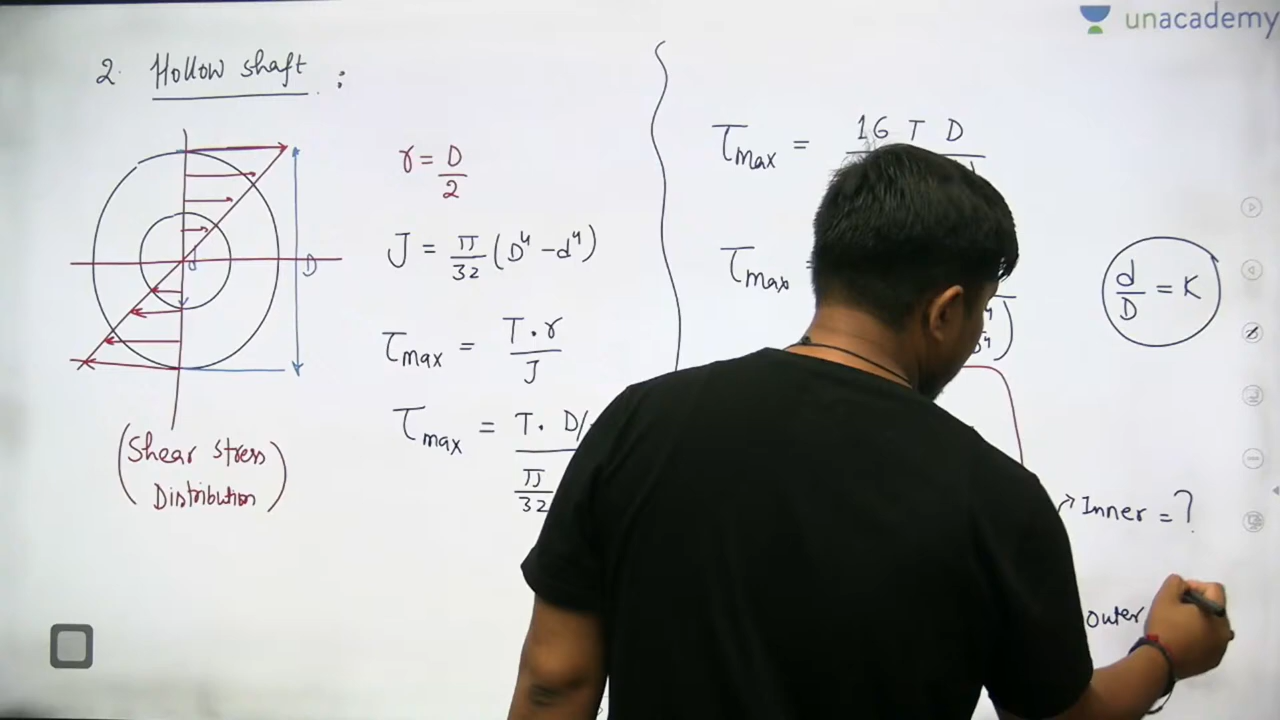 unacademy
2. Hollow shaft :
d
D
(Shear stress
Distribution)
r = D/2
J = π/32 (D⁴ - d⁴)
τmax = T . r / J
τmax = T. D/
π/32
τmax = 16 T D
τmax =
d/D = K
Inner = ?
outer